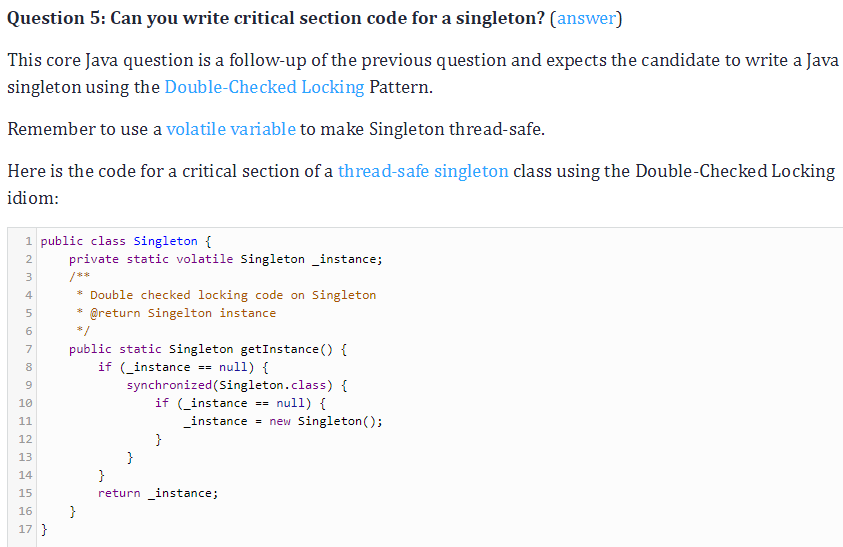 Question 5: Can you write critical section code for a singleton? (answer)
This core Java question is a follow-up of the previous question and expects the candidate to write a Java
singleton using the Double-Checked Locking Pattern.
Remember to use a volatile variable to make Singleton thread-safe.
Here is the code for a critical section of a thread-safe singleton class using the Double-Checked Locking
idiom:
1 public class Singleton {
2     private static volatile Singleton _instance;
3     /**
4      * Double checked locking code on Singleton
5      * @return Singelton instance
6      */
7     public static Singleton getInstance() {
8         if (_instance == null) {
9             synchronized(Singleton.class) {
10                 if (_instance == null) {
11                     _instance = new Singleton();
12                 }
13             }
14         }
15         return _instance;
16     }
17 }